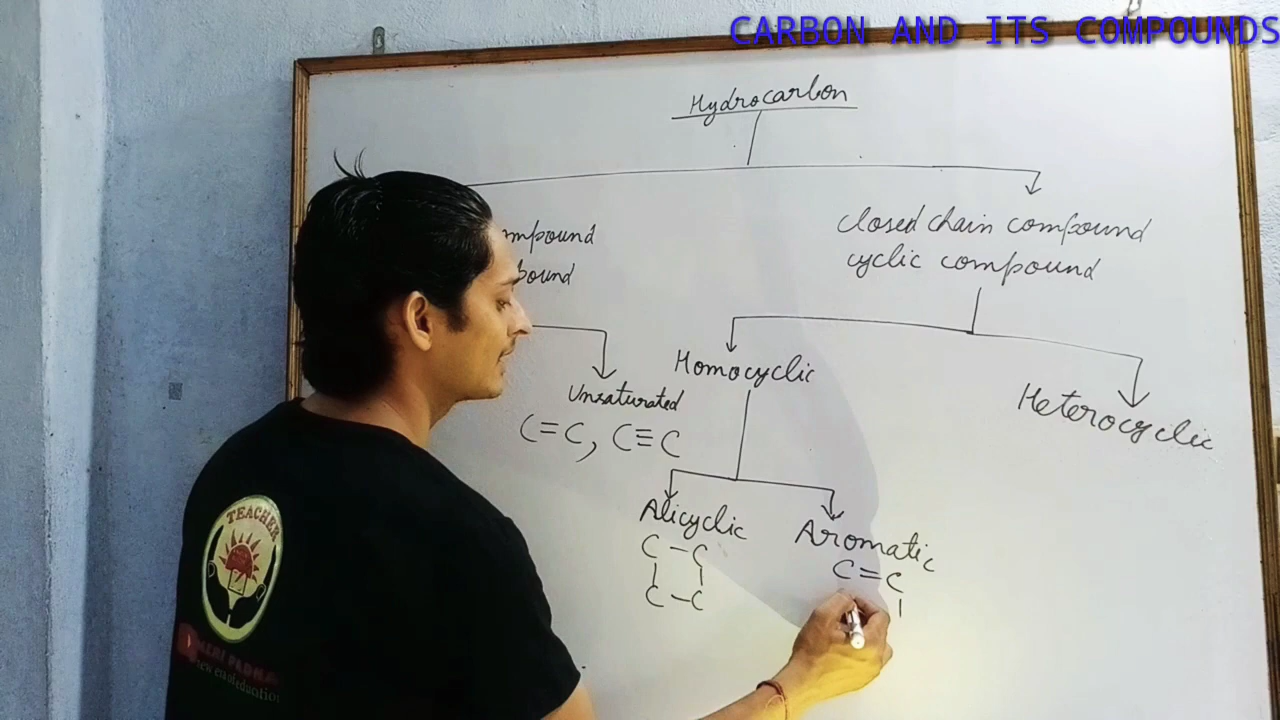 CARBON AND ITS COMPOUNDS
Hydrocarbon
closed chain compound
cyclic compound
Homocyclic
Heterocyclic
Unsaturated
C=C, C≡C
Alicyclic
C-C
C-C
Aromatic
C=C
TEACHER